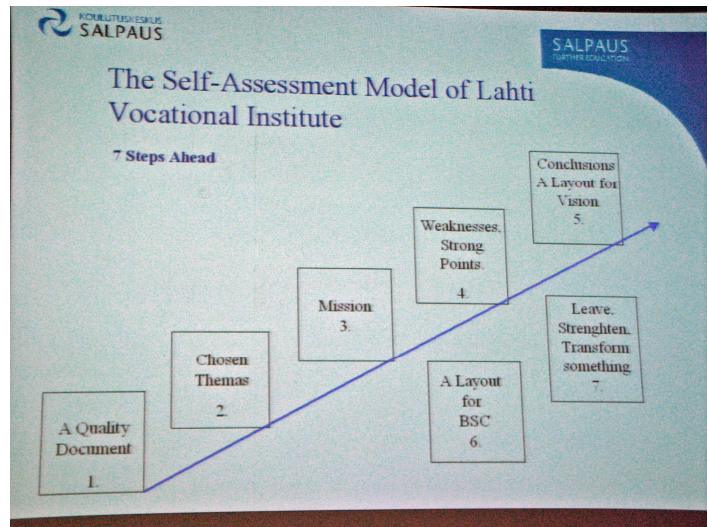 KOULUTUSKESKUS
SALPAUS
SALPAUS
FURTHER EDUCATION
The Self-Assessment Model of Lahti
Vocational Institute
7 Steps Ahead
Conclusions
A Layout for
Vision
5.
Weaknesses,
Strong
Points.
4.
Mission
3.
Chosen
Themas
2.
A Quality
Document
1.
A Layout
for
BSC
6.
Leave,
Strenghten,
Transform
something
7.